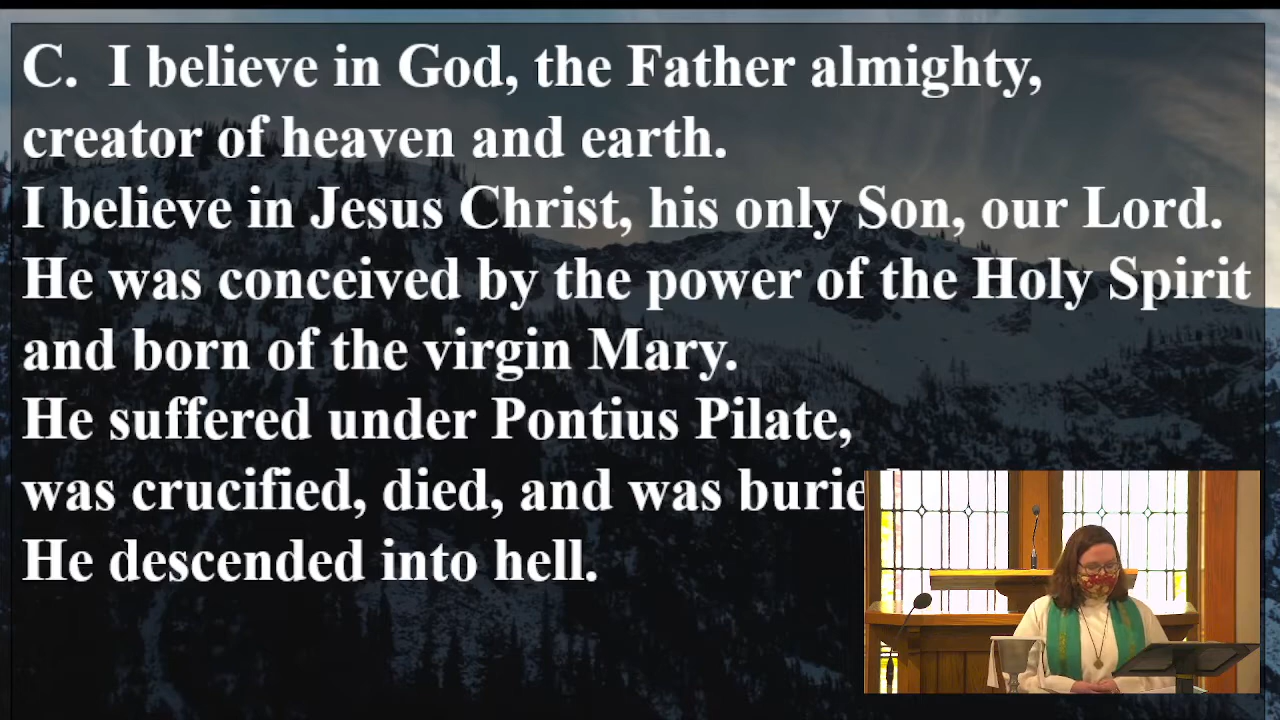 C. I believe in God, the Father almighty,
creator of heaven and earth.
I believe in Jesus Christ, his only Son, our Lord.
He was conceived by the power of the Holy Spirit
and born of the virgin Mary.
He suffered under Pontius Pilate,
was crucified, died, and was
He descended into hell.